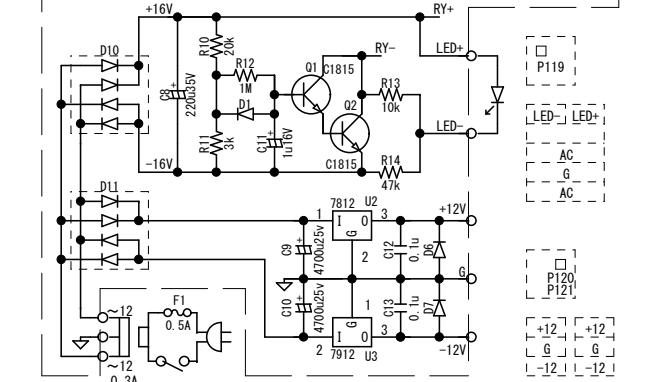 +16V
RY+
D10
R10
20k
R12
1M
Q1
C1815
RY−
LED+
P119
C8
220u35V
D1
R13
10k
Q2
R11
3k
C11
1u16V
LED−
LED−
LED+
−16V
C1815
R14
47k
AC
G
AC
D11
7812
U2
+12V
1
I
O
3
G
2
C9
4700u25v
C12
0.1u
D6
G
P120
P121
C10
4700u25v
1
C13
0.1u
D7
~12
F1
0.5A
G
I
O
3
2
7912
U3
−12V
+12
+12
G
G
−12
−12
~12
0.3A